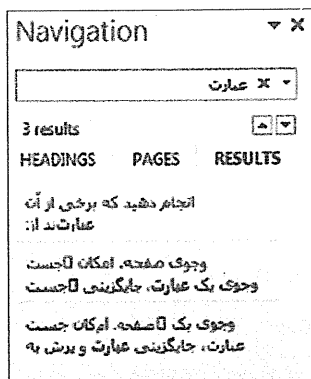 Navigation
عبارت
3 results
HEADINGS PAGES RESULTS
انجام دهید که برخی از آن
عبارتند از:
وجوی صفحه، امکان جست
وجوی یک عبارت، جایگزینی جست
وجوی یک صفحه، امکان جست
عبارت، جایگزینی عبارت و پرش به